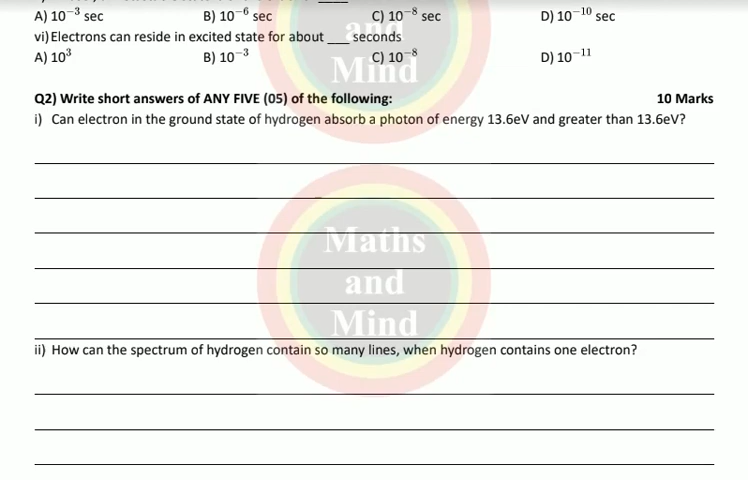 A) 10⁻³ sec B) 10⁻⁶ sec C) 10⁻⁸ sec D) 10⁻¹⁰ sec
vi)Electrons can reside in excited state for about ___ seconds
A) 10³ B) 10⁻³ C) 10⁻⁸ D) 10⁻¹¹
and
Mind
Q2) Write short answers of ANY FIVE (05) of the following: 10 Marks
i) Can electron in the ground state of hydrogen absorb a photon of energy 13.6eV and greater than 13.6eV?
Maths
and
Mind
ii) How can the spectrum of hydrogen contain so many lines, when hydrogen contains one electron?